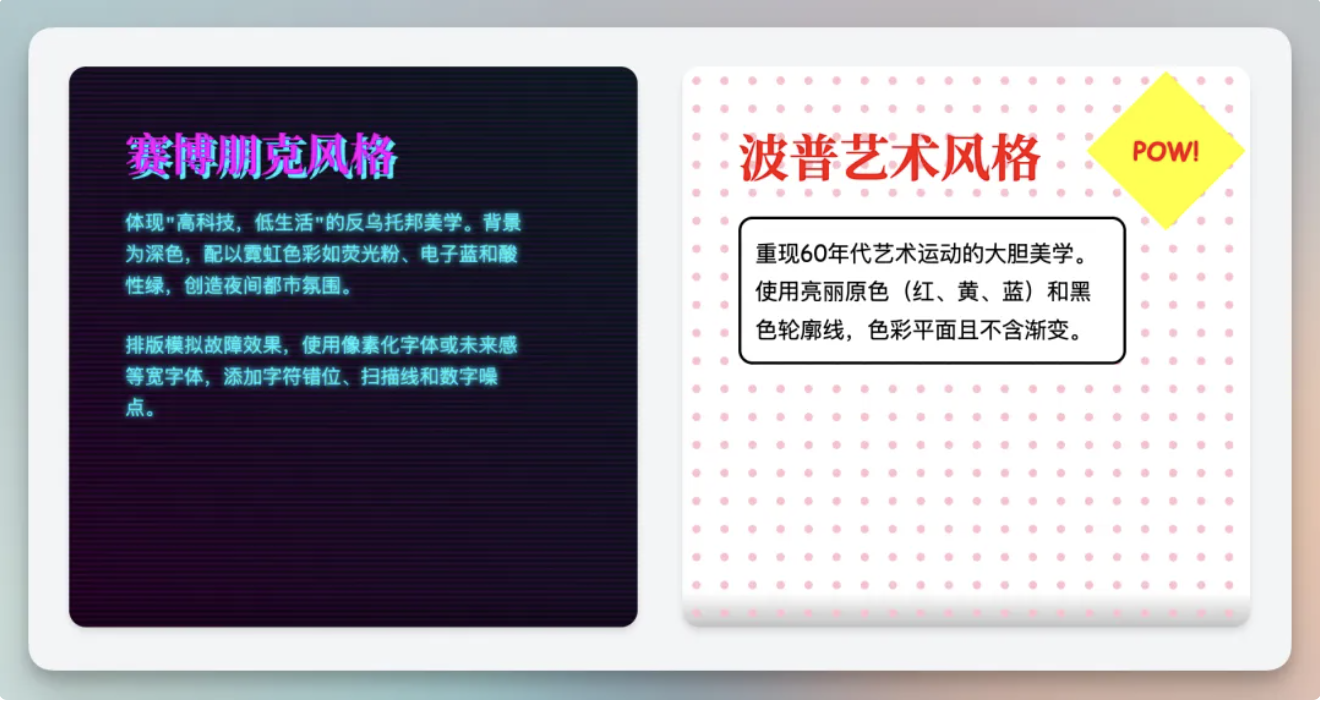 赛博朋克风格
体现"高科技，低生活"的反乌托邦美学。背景
为深色，配以霓虹色彩如荧光粉、电子蓝和酸
性绿，创造夜间都市氛围。
排版模拟故障效果，使用像素化字体或未来感
等宽字体，添加字符错位、扫描线和数字噪
点。
波普艺术风格
POW!
重现60年代艺术运动的大胆美学。
使用亮丽原色（红、黄、蓝）和黑
色轮廓线，色彩平面且不含渐变。